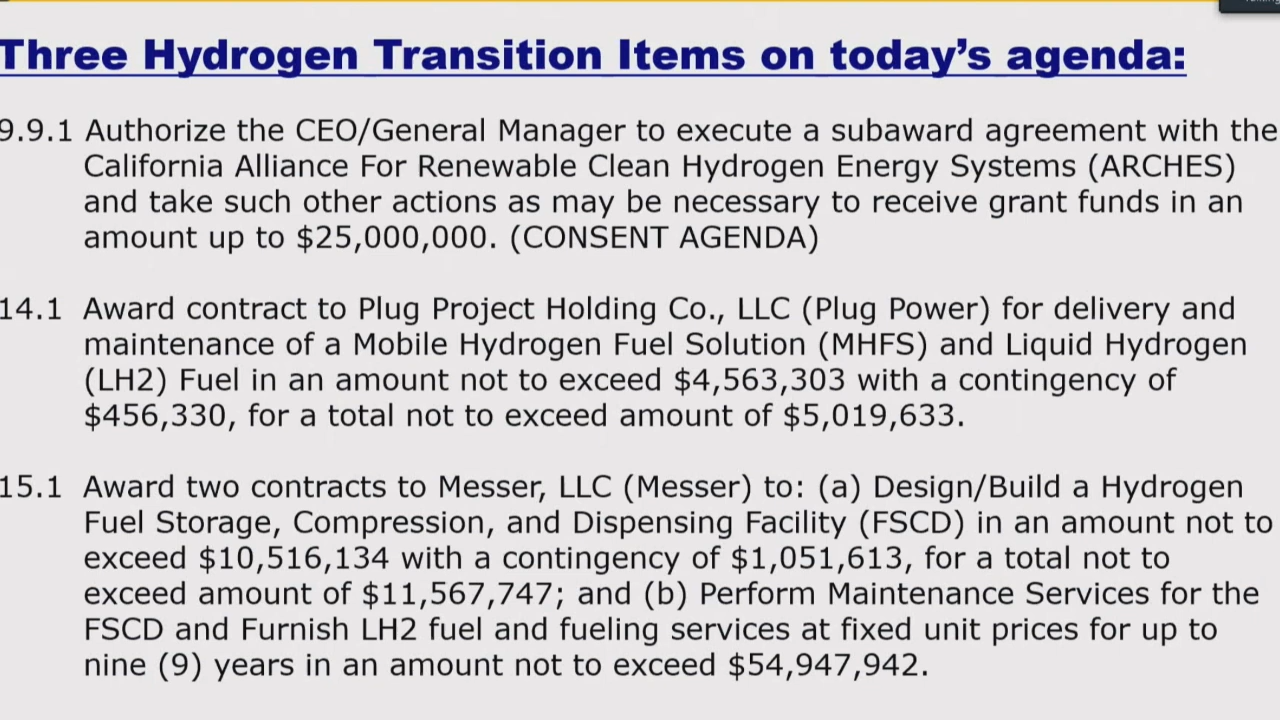 Three Hydrogen Transition Items on today's agenda:
9.9.1 Authorize the CEO/General Manager to execute a subaward agreement with the
California Alliance For Renewable Clean Hydrogen Energy Systems (ARCHES)
and take such other actions as may be necessary to receive grant funds in an
amount up to $25,000,000. (CONSENT AGENDA)
14.1 Award contract to Plug Project Holding Co., LLC (Plug Power) for delivery and
maintenance of a Mobile Hydrogen Fuel Solution (MHFS) and Liquid Hydrogen
(LH2) Fuel in an amount not to exceed $4,563,303 with a contingency of
$456,330, for a total not to exceed amount of $5,019,633.
15.1 Award two contracts to Messer, LLC (Messer) to: (a) Design/Build a Hydrogen
Fuel Storage, Compression, and Dispensing Facility (FSCD) in an amount not to
exceed $10,516,134 with a contingency of $1,051,613, for a total not to
exceed amount of $11,567,747; and (b) Perform Maintenance Services for the
FSCD and Furnish LH2 fuel and fueling services at fixed unit prices for up to
nine (9) years in an amount not to exceed $54,947,942.